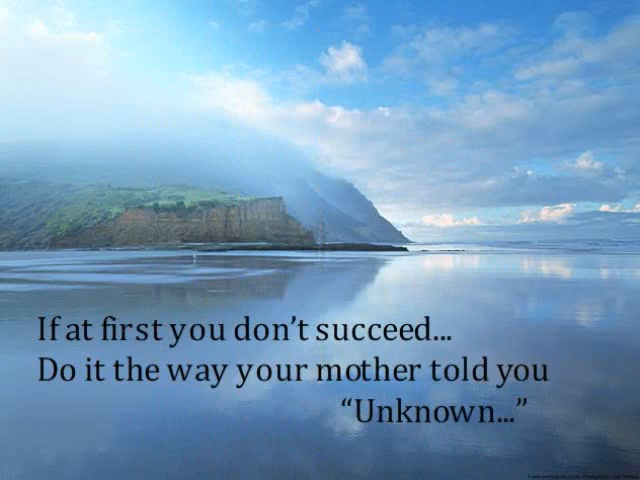 If at first you don’t succeed...
Do it the way your mother told you
“Unknown...”